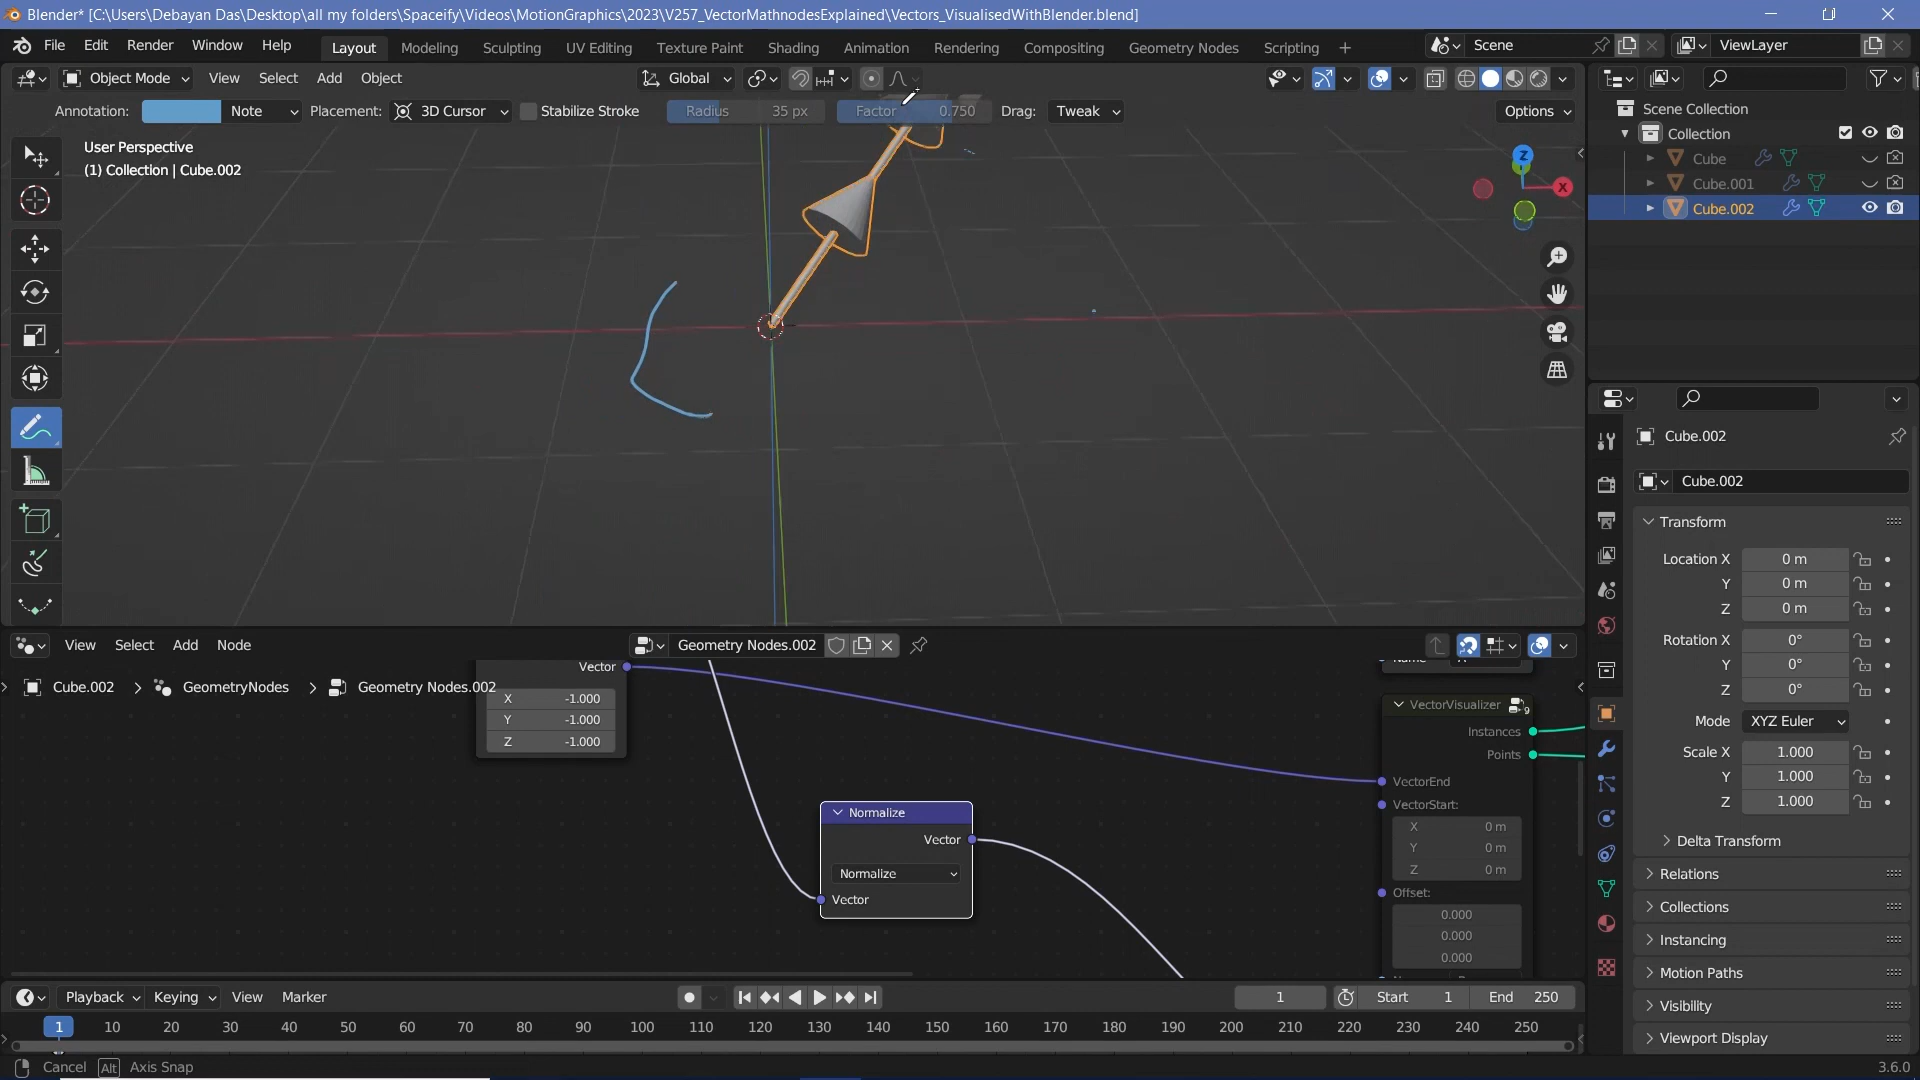 Blender* [C:\Users\Debayan Das\Desktop\all my folders\Spaceify\Videos\MotionGraphics\2023\V257_VectorMathnodesExplained\Vectors_VisualisedWithBlender.blend]
File Edit Render Window Help Layout Modeling Sculpting UV Editing Texture Paint Shading Animation Rendering Compositing Geometry Nodes Scripting + Scene ViewLayer
Object Mode View Select Add Object Global
Annotation: Note Placement: 3D Cursor Stabilize Stroke Radius 35 px Factor 0.750 Drag: Tweak Options
User Perspective
(1) Collection | Cube.002
Z
X
Scene Collection
Collection
Cube
Cube.001
Cube.002
Cube.002
Cube.002
Transform
Location X 0 m
Y 0 m
Z 0 m
Rotation X 0°
Y 0°
Z 0°
Mode XYZ Euler
Scale X 1.000
Y 1.000
Z 1.000
Delta Transform
Relations
Collections
Instancing
Motion Paths
Visibility
Viewport Display
View Select Add Node Geometry Nodes.002
Cube.002 > GeometryNodes > Geometry Nodes.002
Vector
X -1.000
Y -1.000
Z -1.000
Normalize
Vector
Normalize
Vector
VectorVisualizer 9
Instances
Points
VectorEnd
VectorStart:
X 0 m
Y 0 m
Z 0 m
Offset:
0.000
0.000
0.000
Playback Keying View Marker 1 Start 1 End 250
1 10 20 30 40 50 60 70 80 90 100 110 120 130 140 150 160 170 180 190 200 210 220 230 240 250
Cancel Alt Axis Snap 3.6.0